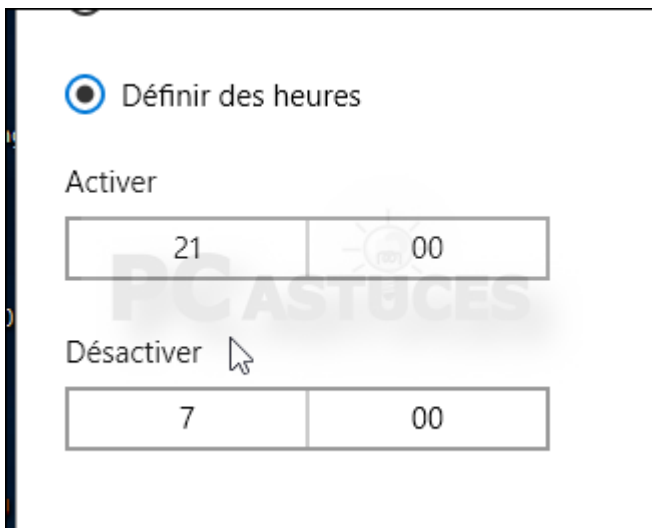 Définir des heures
Activer
21 00
PC ASTUCES
Désactiver
7 00